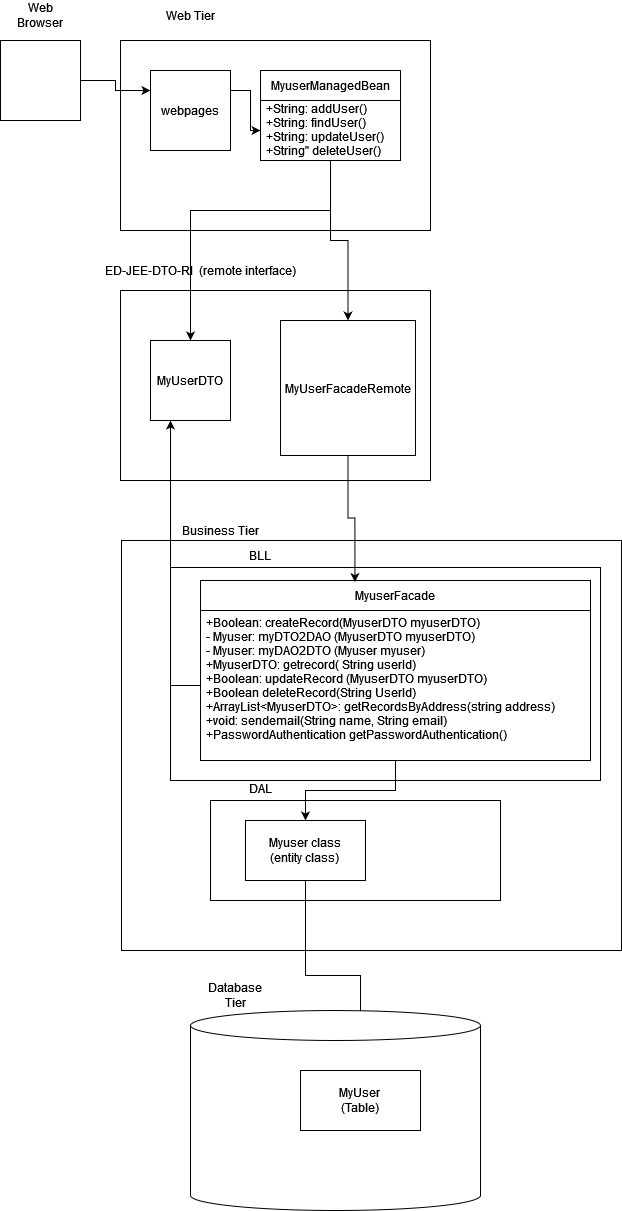 Web
Browser
Web Tier
webpages
MyuserManagedBean
+String: addUser()
+String: findUser()
+String: updateUser()
+String" deleteUser()
ED-JEE-DTO-RI (remote interface)
MyUserDTO
MyUserFacadeRemote
Business Tier
BLL
MyuserFacade
+Boolean: createRecord(MyuserDTO myuserDTO)
- Myuser: myDTO2DAO (MyuserDTO myuserDTO)
- Myuser: myDAO2DTO (Myuser myuser)
+MyuserDTO: getrecord( String userId)
+Boolean: updateRecord (MyuserDTO myuserDTO)
+Boolean deleteRecord(String UserId)
+ArrayList<MyuserDTO>: getRecordsByAddress(string address)
+void: sendemail(String name, String email)
+PasswordAuthentication getPasswordAuthentication()
DAL
Myuser class
(entity class)
Database
Tier
MyUser
(Table)